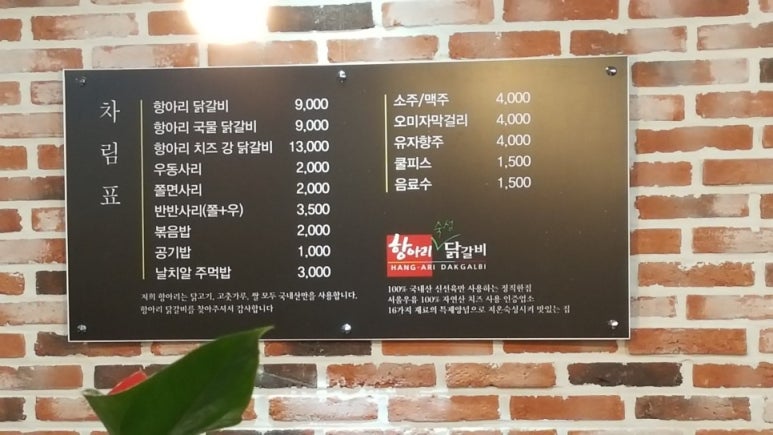 차림표
항아리 닭갈비 9,000
항아리 국물 닭갈비 9,000
항아리 치즈 강 닭갈비 13,000
우동사리 2,000
쫄면사리 2,000
반반사리(쫄+우) 3,500
볶음밥 2,000
공기밥 1,000
날치알 주먹밥 3,000
저희 항아리는 닭고기, 고춧가루, 쌀 모두 국내산만을 사용합니다.
항아리 닭갈비를 찾아주셔서 감사합니다
소주/맥주 4,000
오미자막걸리 4,000
유자향주 4,000
쿨피스 1,500
음료수 1,500
숙성
항아리 닭갈비
HANG·ARI DAKGALBI
100% 국내산 신선육만 사용하는 정직한집
서울우유 100% 자연산 치즈 사용 인증업소
16가지 재료의 특제양념으로 저온숙성시켜 맛있는 집